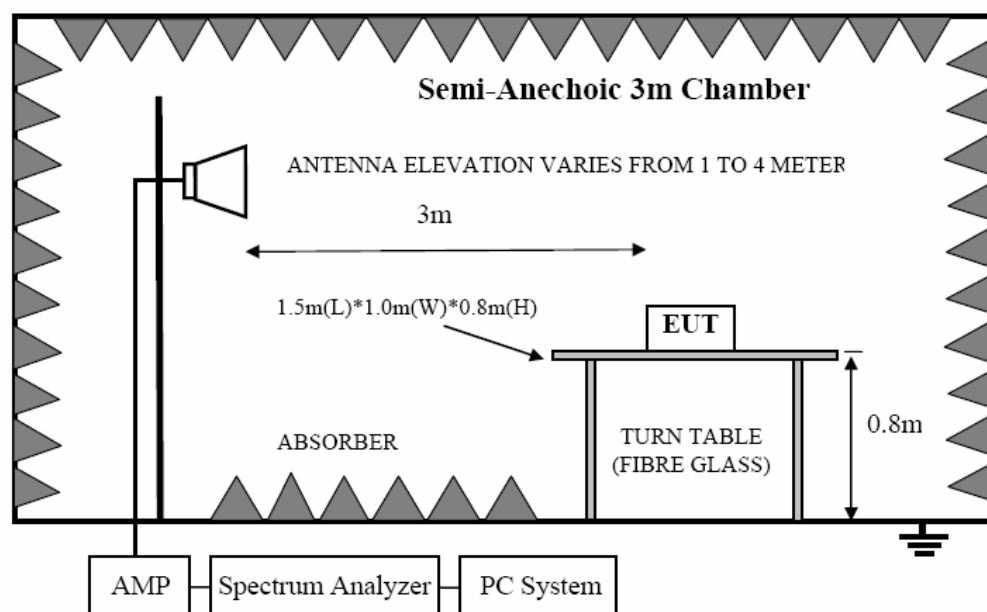 Semi-Anechoic 3m Chamber
ANTENNA ELEVATION VARIES FROM 1 TO 4 METER
3m
1.5m(L)*1.0m(W)*0.8m(H)
EUT
0.8m
ABSORBER
TURN TABLE
(FIBRE GLASS)
AMP
Spectrum Analyzer
PC System